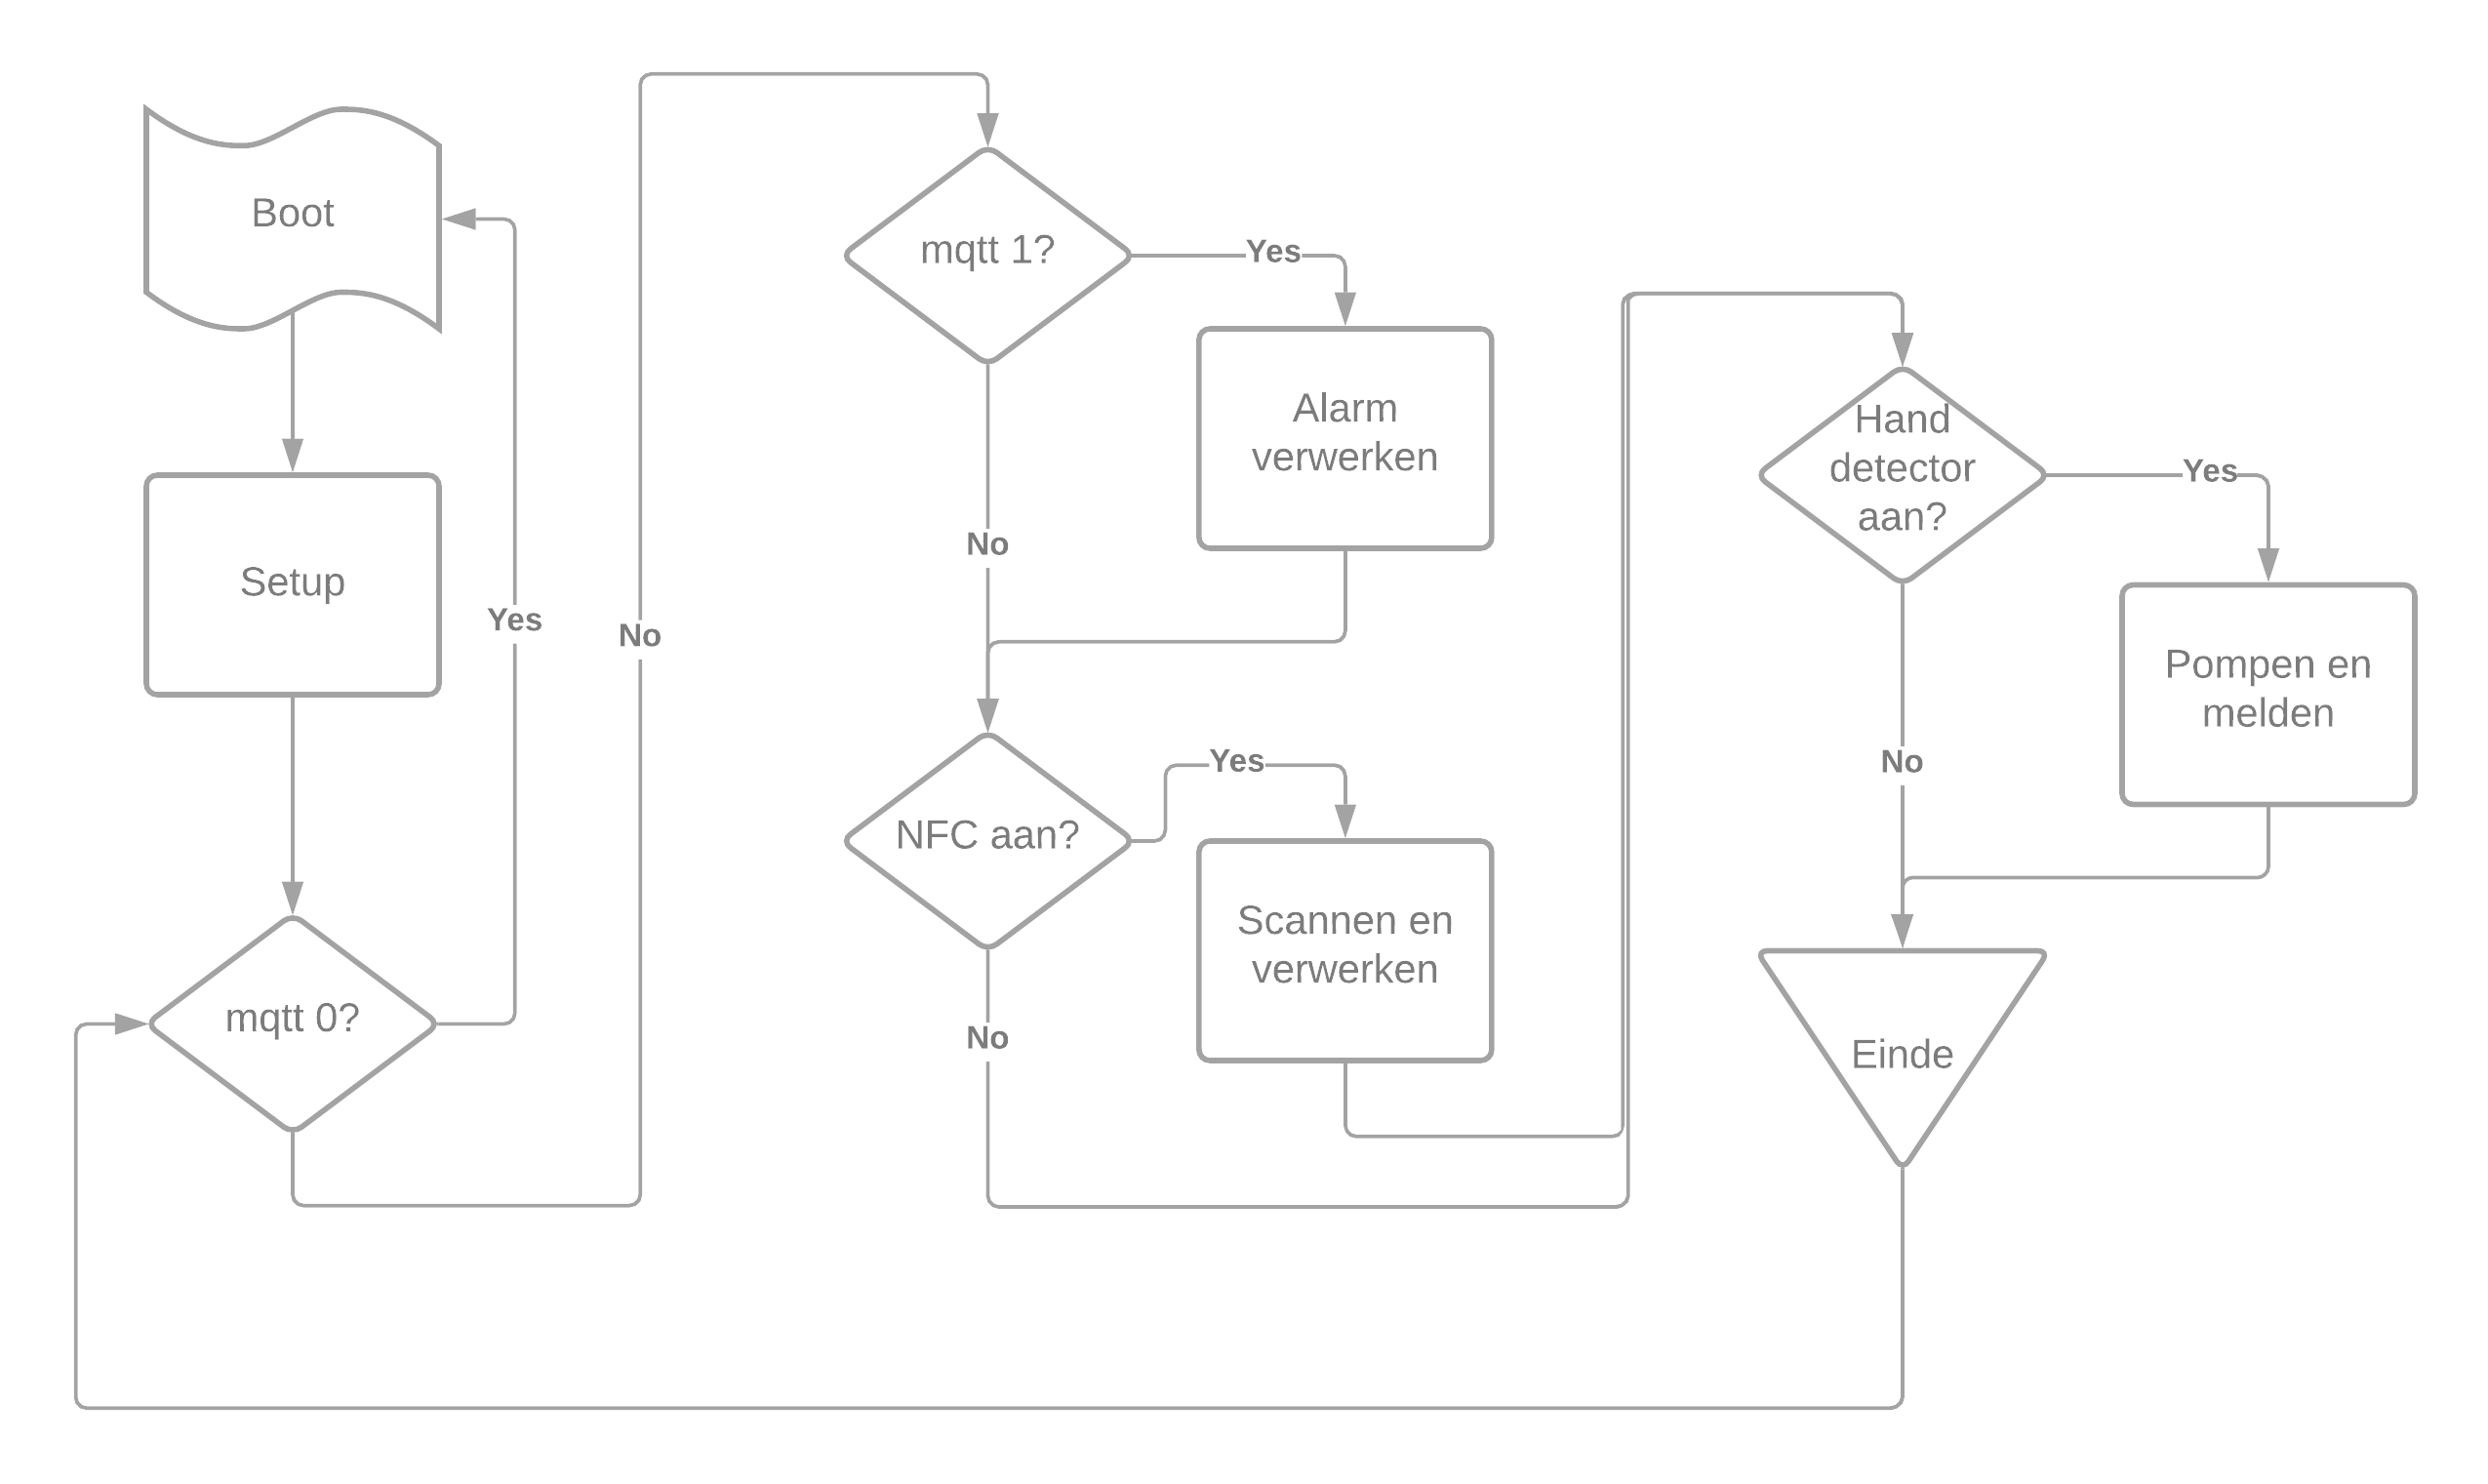 Boot
Setup
Yes
mqtt 0?
No
mqtt 1?
Yes
Alarm
verwerken
No
NFC aan?
Yes
Scannen en
verwerken
No
Hand
detector
aan?
Yes
Pompen en
melden
No
Einde